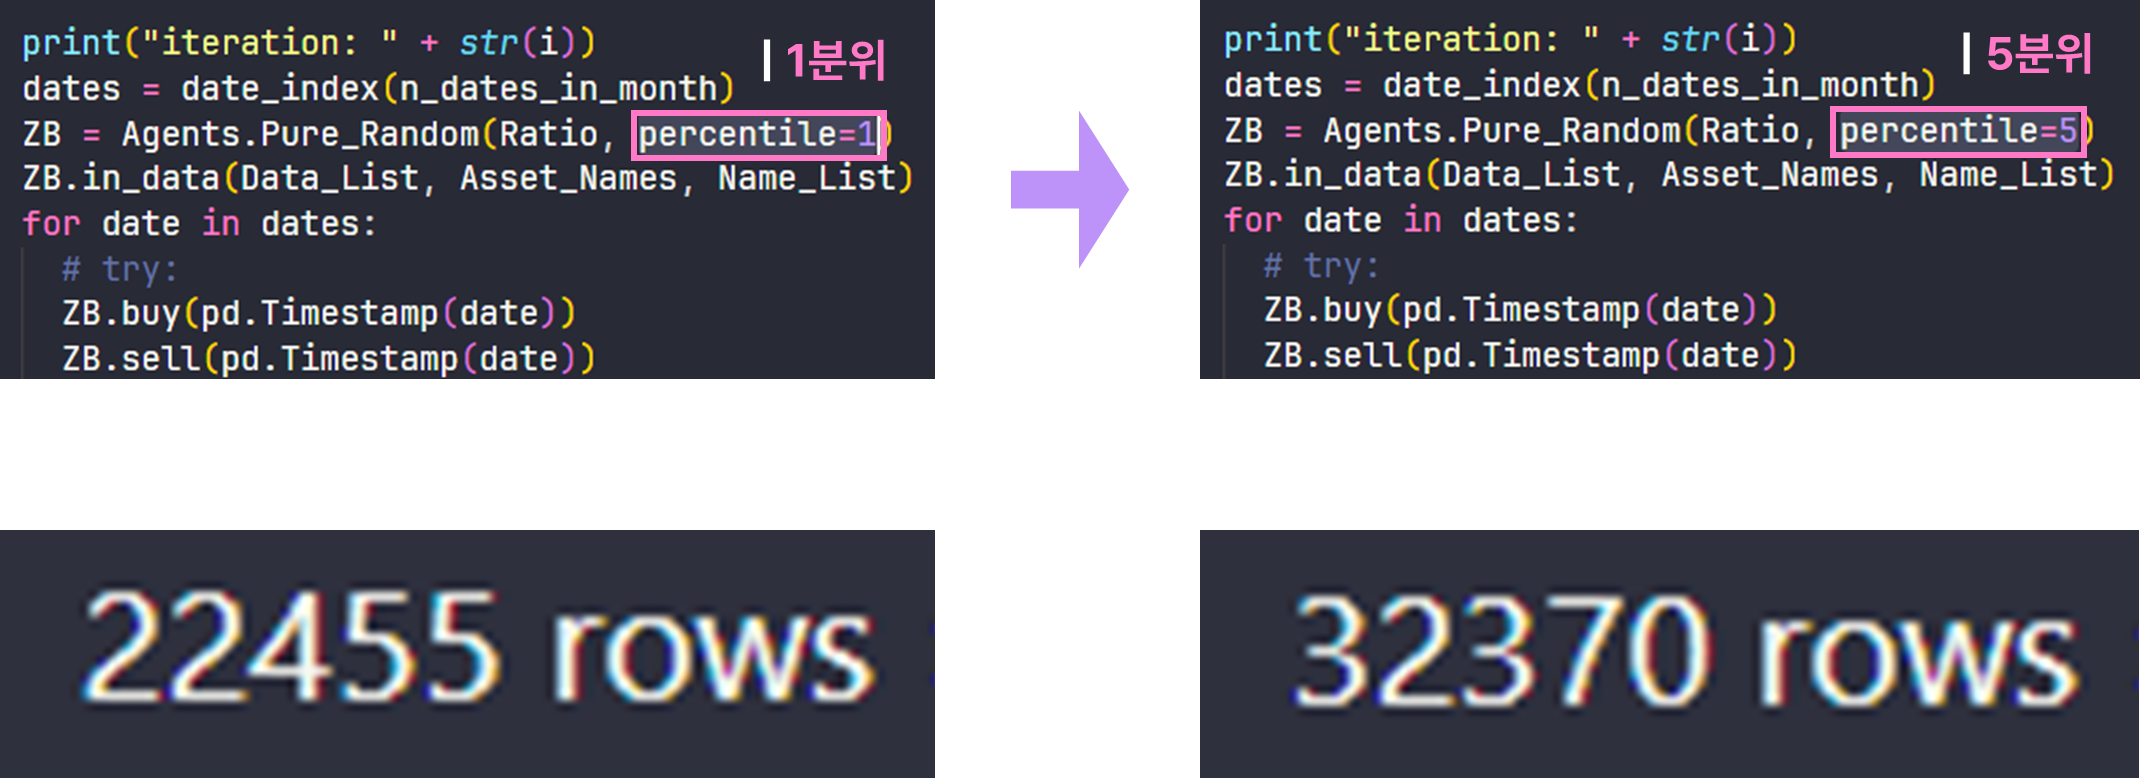 print("iteration: " + str(i))
| 1분위
dates = date_index(n_dates_in_month)
ZB = Agents.Pure_Random(Ratio, percentile=1)
ZB.in_data(Data_List, Asset_Names, Name_List)
for date in dates:
# try:
ZB.buy(pd.Timestamp(date))
ZB.sell(pd.Timestamp(date))
print("iteration: " + str(i))
| 5분위
dates = date_index(n_dates_in_month)
ZB = Agents.Pure_Random(Ratio, percentile=5)
ZB.in_data(Data_List, Asset_Names, Name_List)
for date in dates:
# try:
ZB.buy(pd.Timestamp(date))
ZB.sell(pd.Timestamp(date))
22455 rows
32370 rows